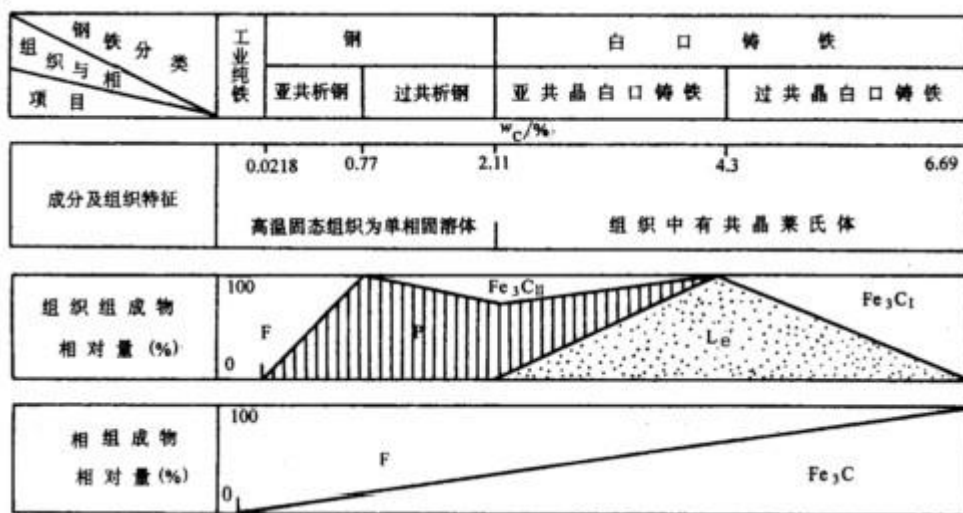 钢铁分类
组织与相
项目
工业纯铁
钢
白口铸铁
亚共析钢
过共析钢
亚共晶白口铸铁
过共晶白口铸铁
w_C/%
0.0218
0.77
2.11
4.3
6.69
成分及组织特征
高温固态组织为单相固溶体
组织中有共晶莱氏体
组织组成物
相对量(%)
100
0
F
P
Fe₃CⅡ
Le
Fe₃CⅠ
相组成物
相对量(%)
100
0
F
Fe₃C